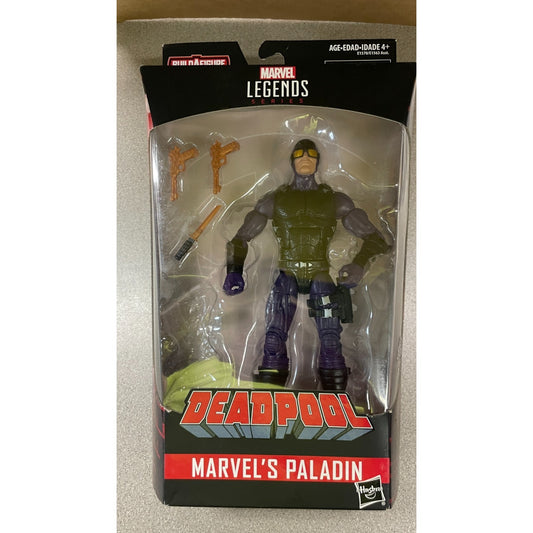 BUILD A FIGURE
AGE-EDAD-IDADE 4+
MARVEL
LEGENDS
SERIES
DEADPOOL
MARVEL'S PALADIN
Hasbro